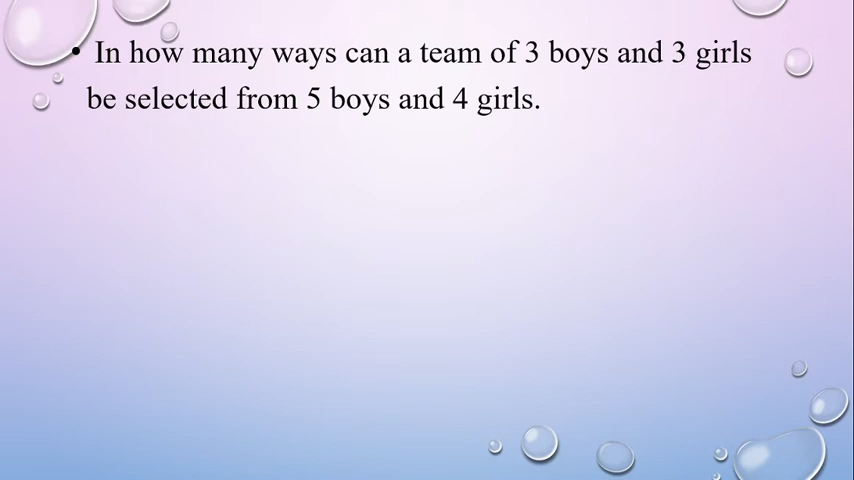 • In how many ways can a team of 3 boys and 3 girls
be selected from 5 boys and 4 girls.